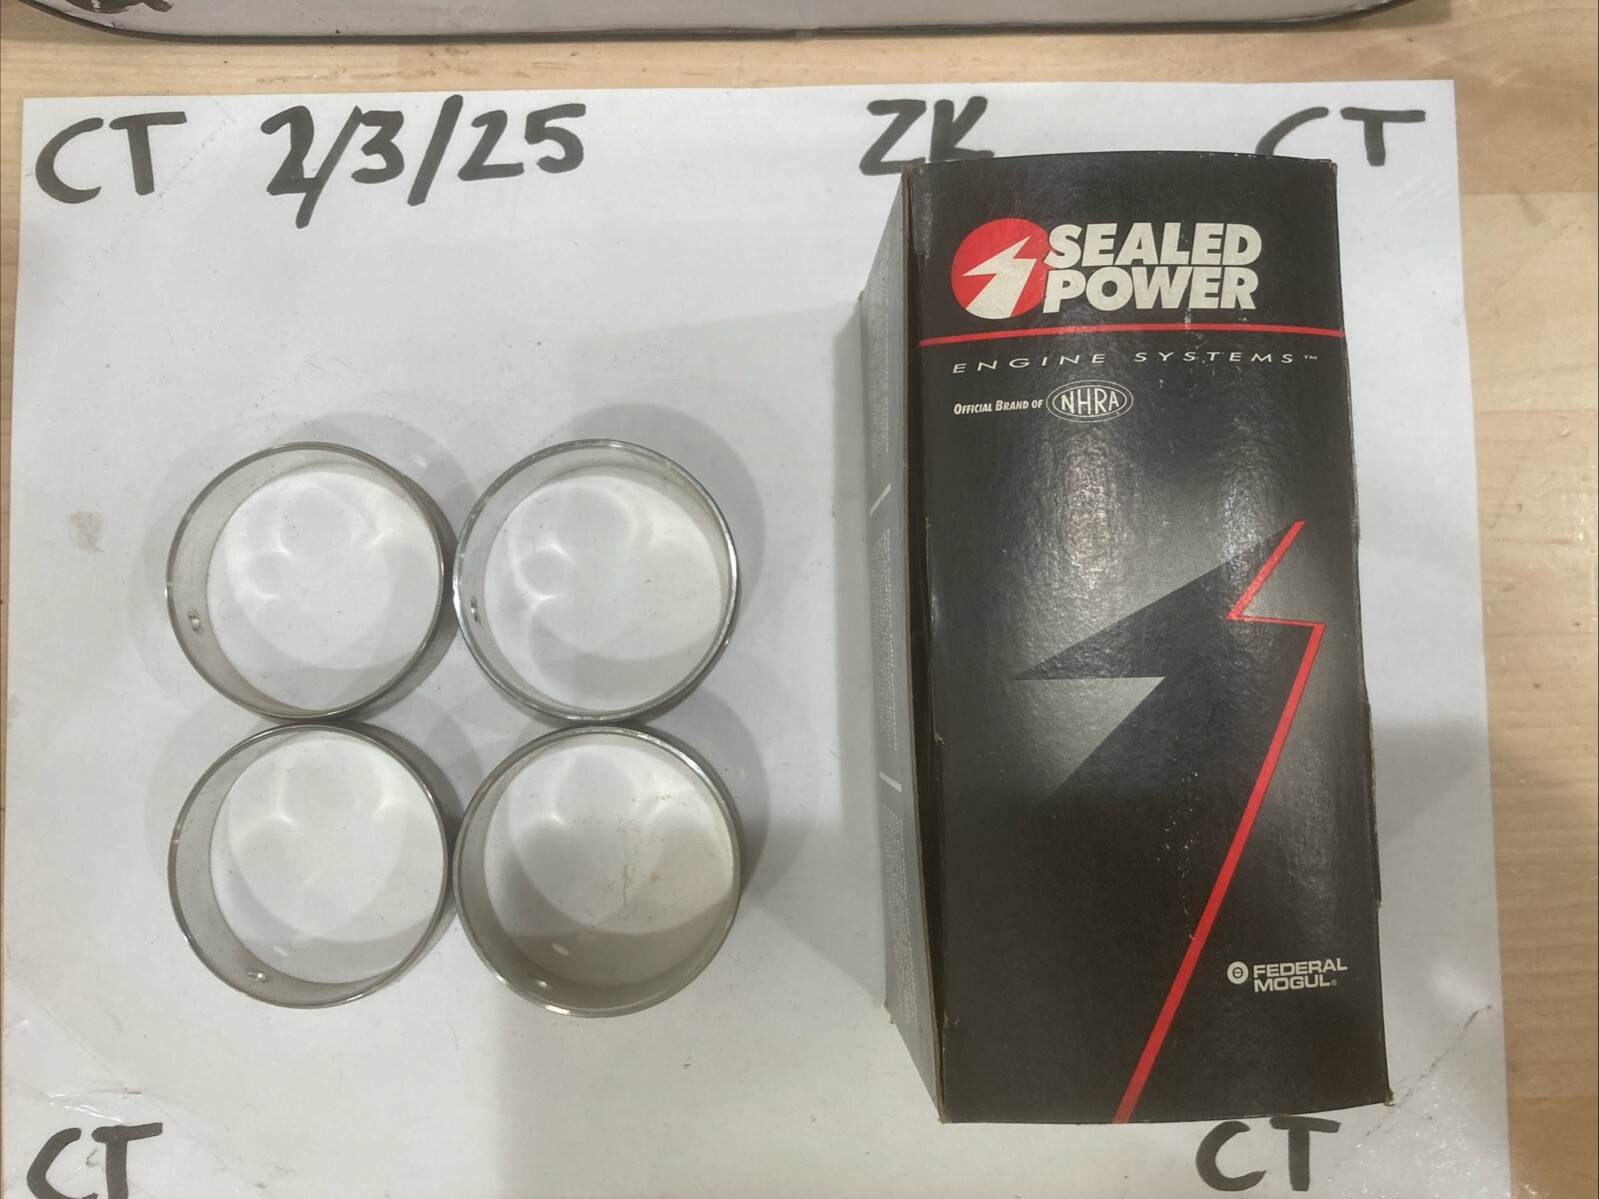 CT 2/3/25 ZK CT
SEALED
POWER
ENGINE SYSTEMS™
OFFICIAL BRAND OF NHRA
FEDERAL
MOGUL®
CT CT